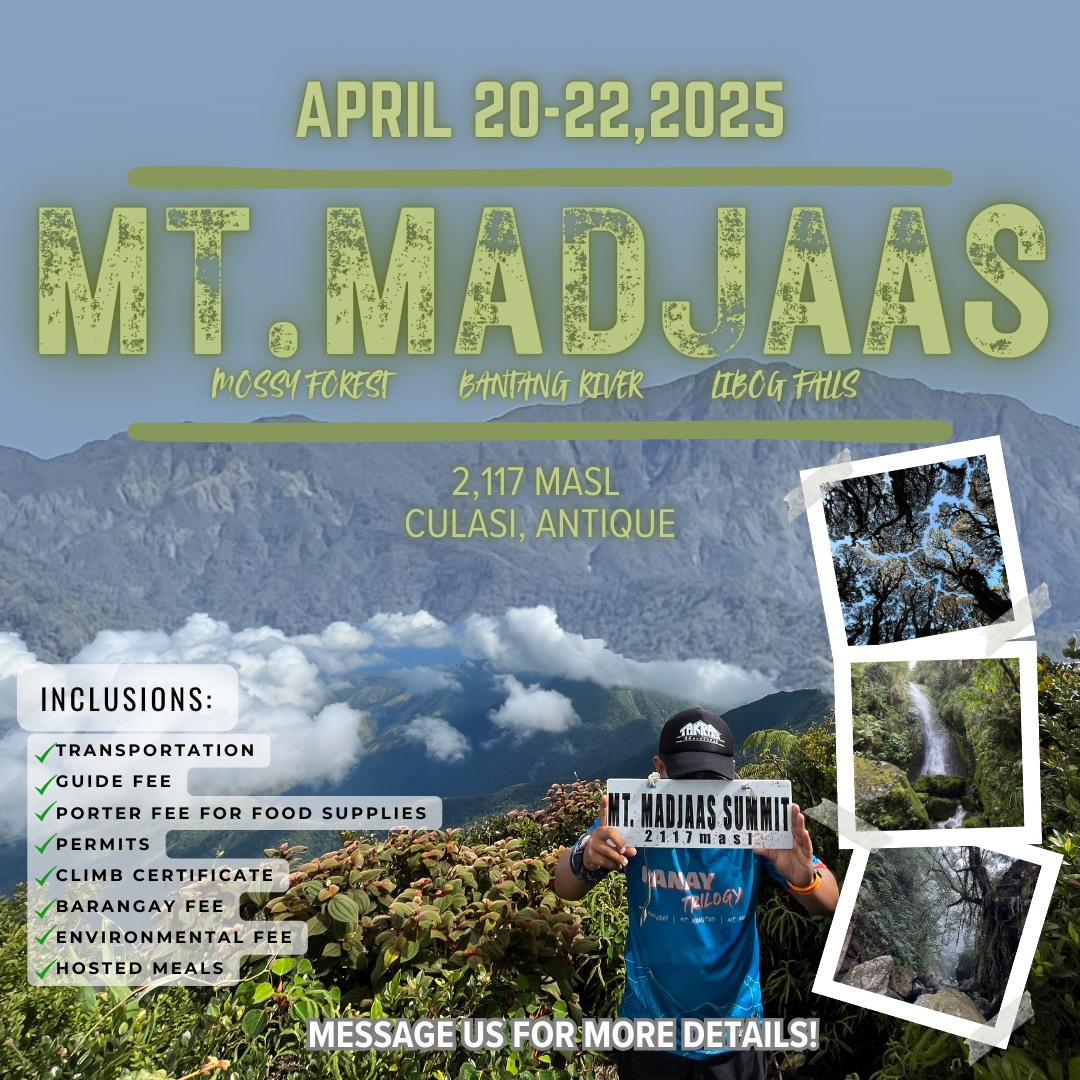 APRIL 20-22,2025
MT.MADJAAS
MOSSY FOREST BANTANG RIVER LIBOG FALLS
2,117 MASL
CULASI, ANTIQUE
INCLUSIONS:
TRANSPORTATION
GUIDE FEE
PORTER FEE FOR FOOD SUPPLIES
PERMITS
CLIMB CERTIFICATE
BARANGAY FEE
ENVIRONMENTAL FEE
HOSTED MEALS
MT. MADJAAS SUMMIT
2117masl
PANAY
TRILOGY
MESSAGE US FOR MORE DETAILS!